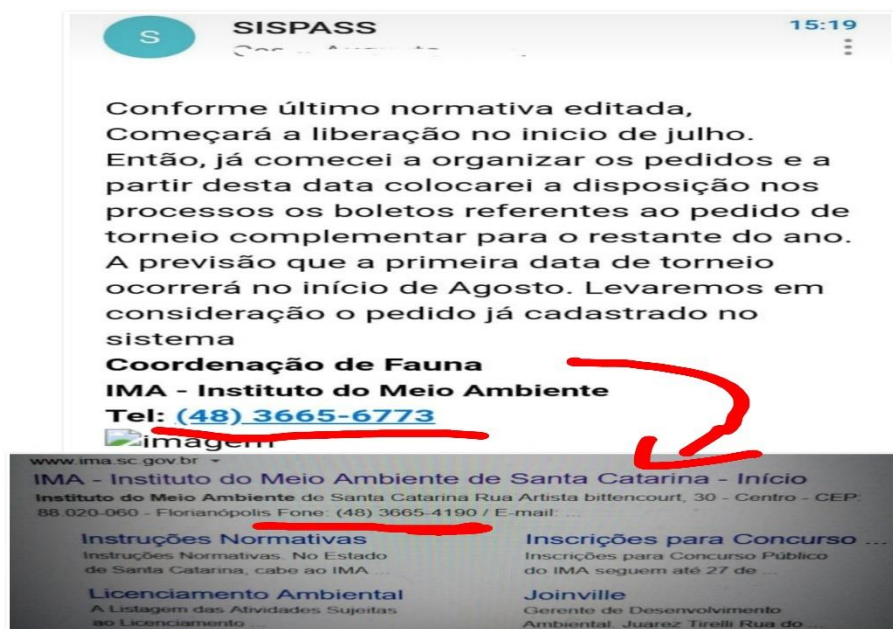 S
SISPASS
15:19
Conforme último normativa editada,
Começará a liberação no inicio de julho.
Então, já comecei a organizar os pedidos e a
partir desta data colocarei a disposição nos
processos os boletos referentes ao pedido de
torneio complementar para o restante do ano.
A previsão que a primeira data de torneio
ocorrerá no início de Agosto. Levaremos em
consideração o pedido já cadastrado no
sistema
Coordenação de Fauna
IMA - Instituto do Meio Ambiente
Tel: (48) 3665-6773
imagem
www.ima.sc.gov.br
IMA - Instituto do Meio Ambiente de Santa Catarina - Início
Instituto do Meio Ambiente de Santa Catarina Rua Artista bittencourt, 30 - Centro - CEP:
88.020-060 - Florianópolis Fone: (48) 3665-4190 / E-mail: ...
Instruções Normativas
Instruções Normativas. No Estado
de Santa Catarina, cabe ao IMA ...
Inscrições para Concurso ...
Inscrições para Concurso Público
do IMA seguem até 27 de ...
Licenciamento Ambiental
A Listagem das Atividades Sujeitas
ao Licenciamento ...
Joinville
Gerente de Desenvolvimento
Ambiental. Juarez Tirelli Rua do ...